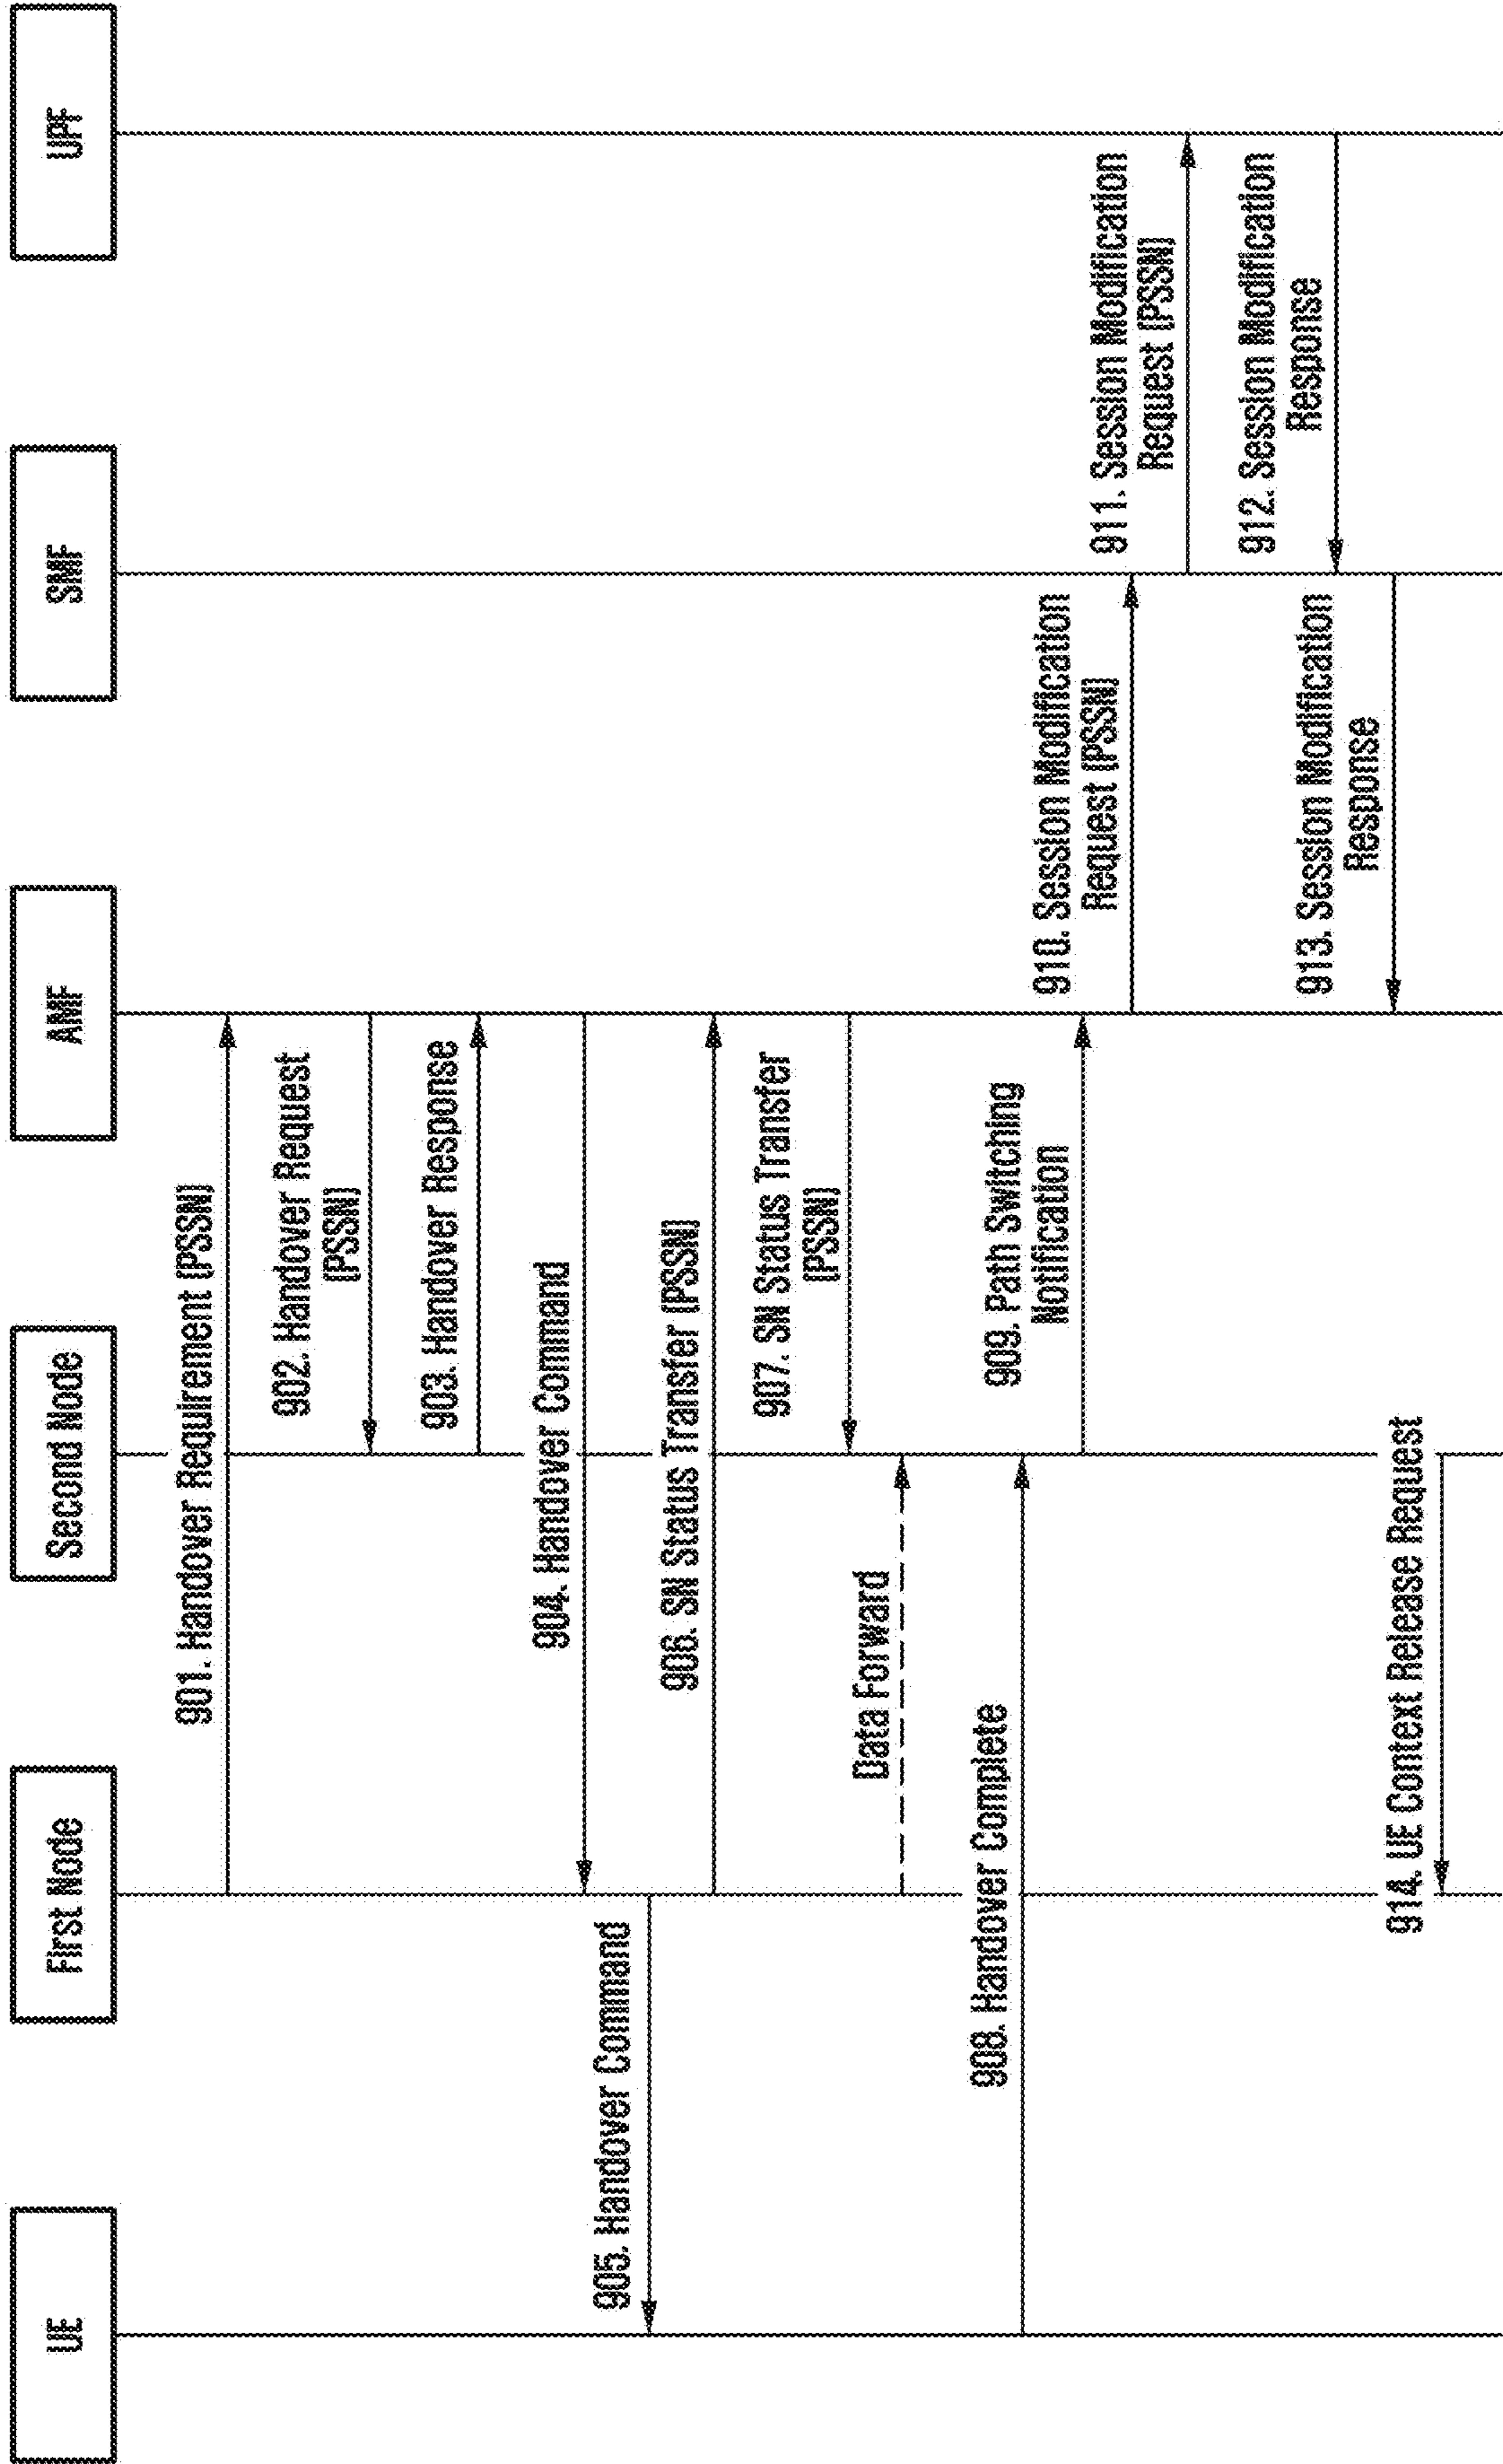 UE
First Node
Second Node
AMF
SMF
UPF
901. Handover Requirement (PSSN)
902. Handover Request
(PSSN)
903. Handover Response
904. Handover Command
905. Handover Command
906. SN Status Transfer (PSSN)
907. SN Status Transfer
(PSSN)
Data Forward
908. Handover Complete
909. Path Switching
Notification
910. Session Modification
Request (PSSN)
911. Session Modification
Request (PSSN)
912. Session Modification
Response
913. Session Modification
Response
914. UE Context Release Request